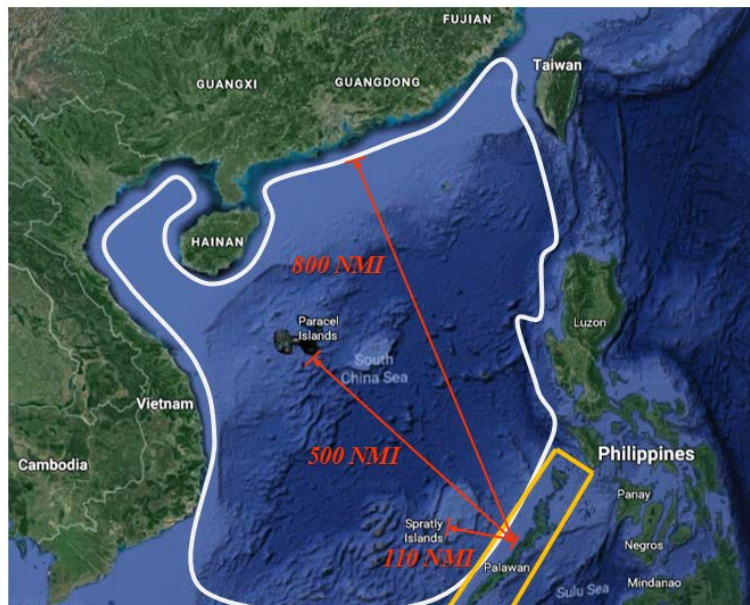 FUJIAN
Taiwan
GUANGXI
GUANGDONG
HAINAN
800 NMI
Paracel
Islands
Luzon
South
China Sea
Vietnam
500 NMI
Philippines
Cambodia
Panay
Spratly
Islands
110 NMI
Negros
Palawan
Mindanao
Sulu Sea